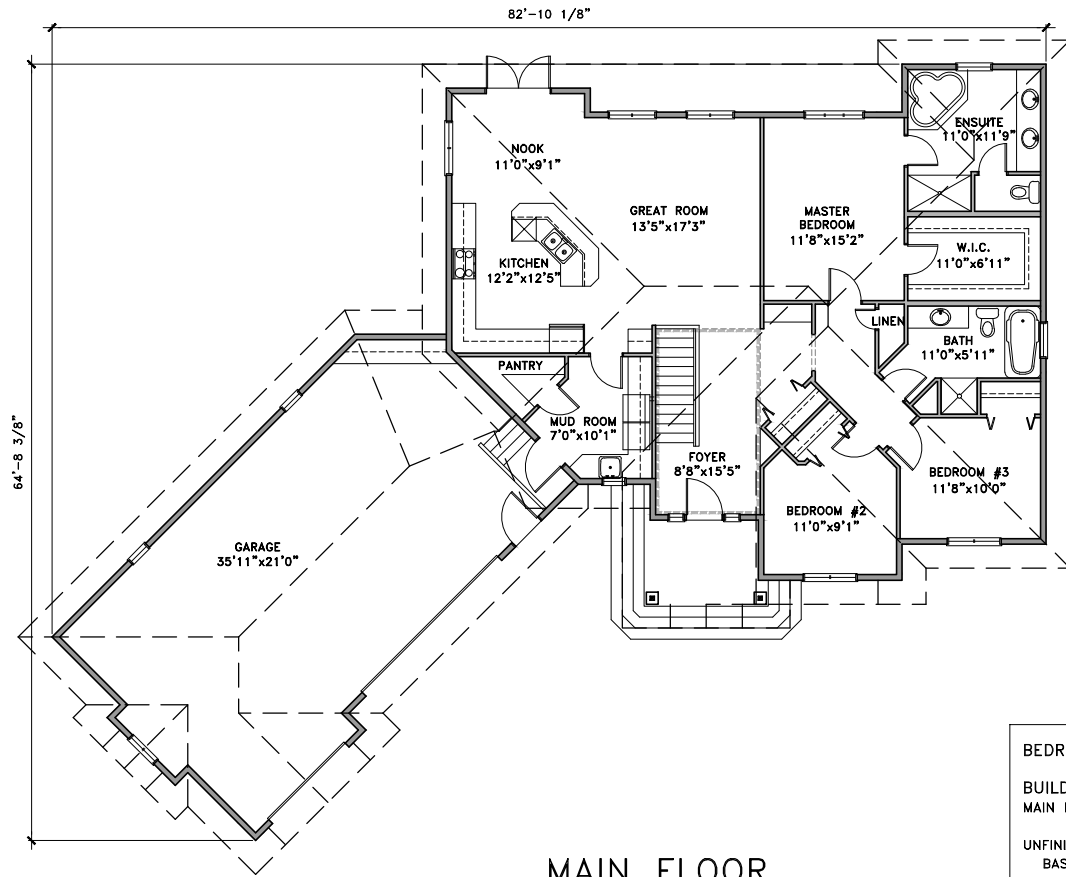 82'-10 1/8"
64'-8 3/8"
NOOK
11'0"x9'1"
ENSUITE
11'0"x11'9"
GREAT ROOM
13'5"x17'3"
MASTER
BEDROOM
11'8"x15'2"
KITCHEN
12'2"x12'5"
W.I.C.
11'0"x6'11"
LINEN
BATH
11'0"x5'11"
PANTRY
MUD ROOM
7'0"x10'1"
FOYER
8'8"x15'5"
BEDROOM #3
11'8"x10'0"
BEDROOM #2
11'0"x9'1"
GARAGE
35'11"x21'0"
MAIN FLOOR
BEDR
BUILD
MAIN
UNFINI
BAS